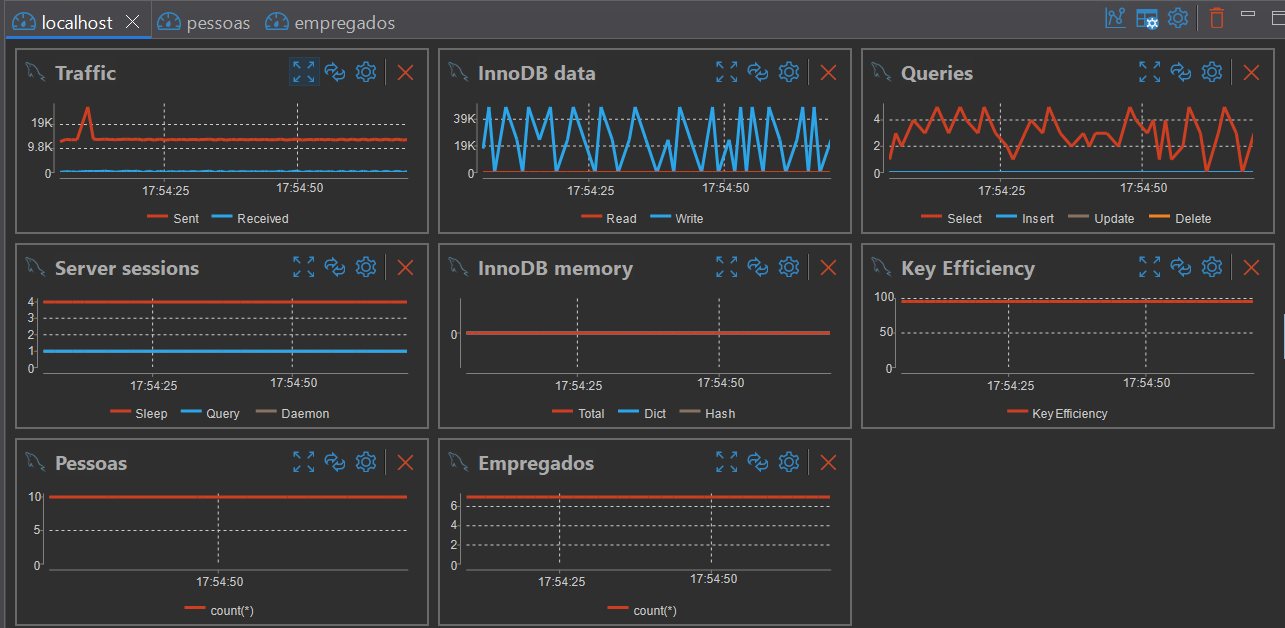 localhost pessoas empregados
Traffic
19K
9.8K
0
17:54:25 17:54:50
Sent Received
InnoDB data
39K
19K
0
17:54:25 17:54:50
Read Write
Queries
4
2
0
17:54:25 17:54:50
Select Insert Update Delete
Server sessions
4
3
2
1
0
17:54:25 17:54:50
Sleep Query Daemon
InnoDB memory
0
17:54:25 17:54:50
Total Dict Hash
Key Efficiency
100
50
0
17:54:25 17:54:50
Key Efficiency
Pessoas
10
5
0
17:54:50
count(*)
Empregados
6
4
2
0
17:54:25 17:54:50
count(*)